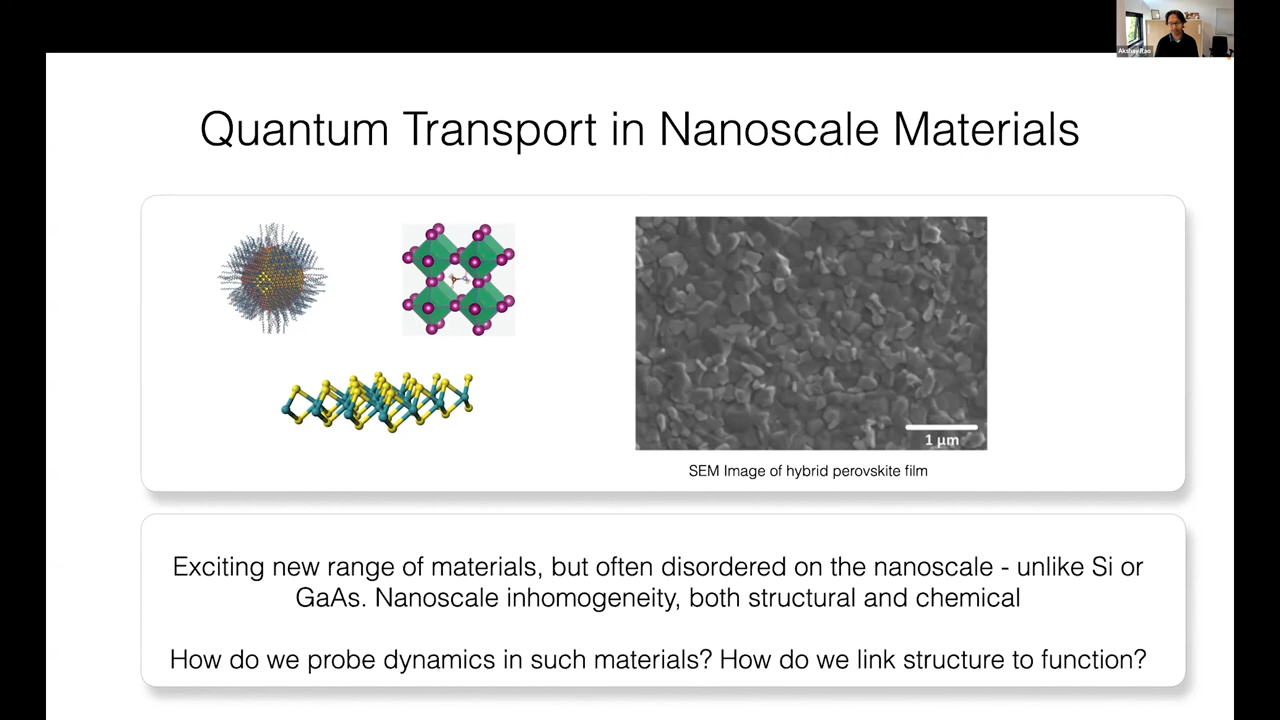 Akshay Rao
Quantum Transport in Nanoscale Materials
1 μm
SEM Image of hybrid perovskite film
Exciting new range of materials, but often disordered on the nanoscale - unlike Si or
GaAs. Nanoscale inhomogeneity, both structural and chemical
How do we probe dynamics in such materials? How do we link structure to function?